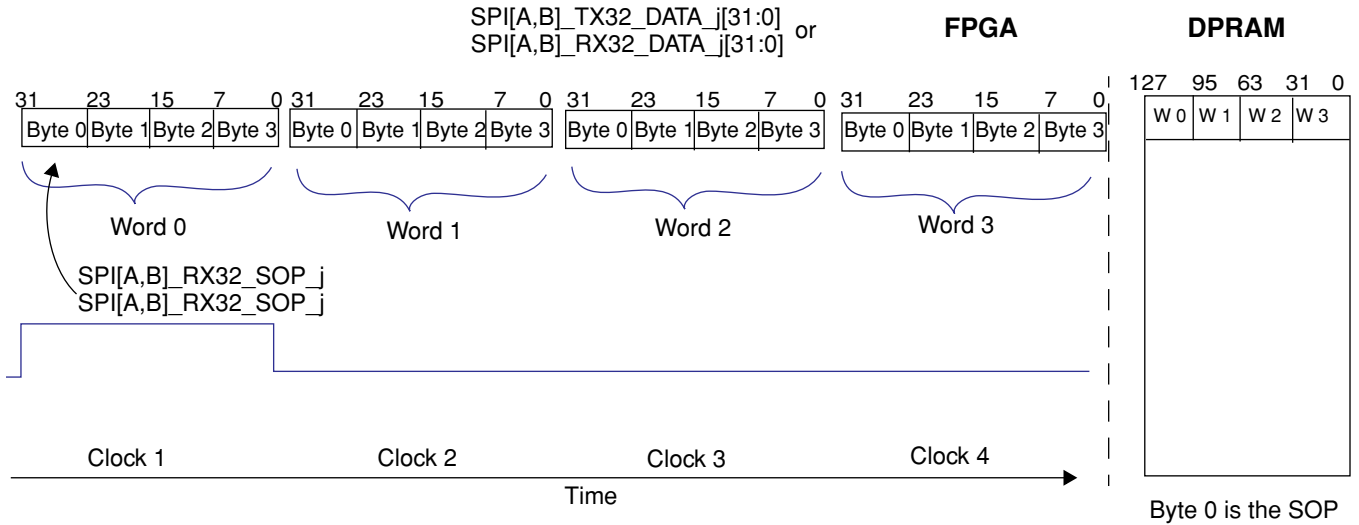 SPI[A,B]_TX32_DATA_j[31:0] or
SPI[A,B]_RX32_DATA_j[31:0]
FPGA
DPRAM
31 23 15 7 0 31 23 15 7 0 31 23 15 7 0 31 23 15 7 0
127 95 63 31 0
Byte 0 Byte 1 Byte 2 Byte 3 Byte 0 Byte 1 Byte 2 Byte 3 Byte 0 Byte 1 Byte 2 Byte 3 Byte 0 Byte 1 Byte 2 Byte 3
W 0 W 1 W 2 W 3
Word 0 Word 1 Word 2 Word 3
SPI[A,B]_RX32_SOP_j
SPI[A,B]_RX32_SOP_j
Clock 1 Clock 2 Clock 3 Clock 4
Time
Byte 0 is the SOP